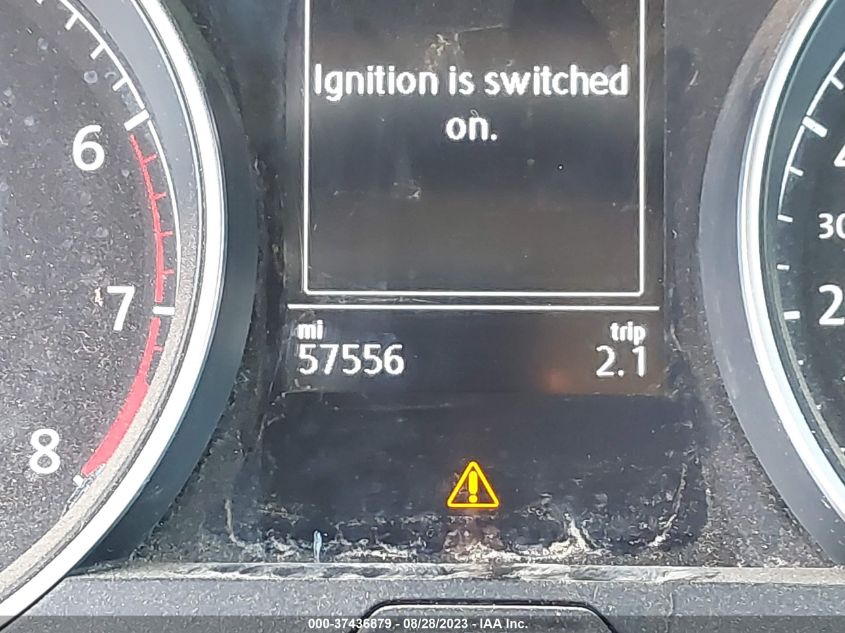 Ignition is switched
on.
6
7
8
30
2
mi
57556
trip
2.1
000-37436879 - 08/28/2023 - IAA Inc.